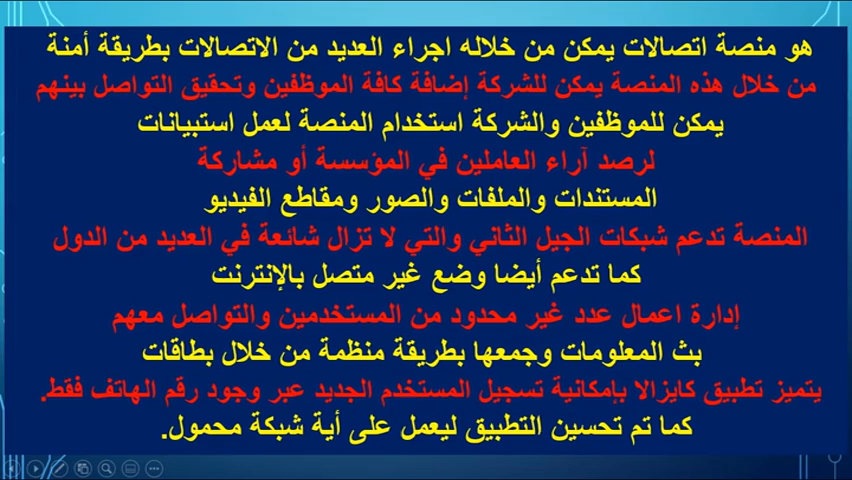 هو منصة اتصالات يمكن من خلاله اجراء العديد من الاتصالات بطريقة أمنة
من خلال هذه المنصة يمكن للشركة إضافة كافة الموظفين وتحقيق التواصل بينهم
يمكن للموظفين والشركة استخدام المنصة لعمل استبيانات
لرصد آراء العاملين في المؤسسة أو مشاركة
المستندات والملفات والصور ومقاطع الفيديو
المنصة تدعم شبكات الجيل الثاني والتي لا تزال شائعة في العديد من الدول
كما تدعم أيضا وضع غير متصل بالإنترنت
إدارة اعمال عدد غير محدود من المستخدمين والتواصل معهم
بث المعلومات وجمعها بطريقة منظمة من خلال بطاقات
يتميز تطبيق كايزالا بإمكانية تسجيل المستخدم الجديد عبر وجود رقم الهاتف فقط.
كما تم تحسين التطبيق ليعمل على أية شبكة محمول.